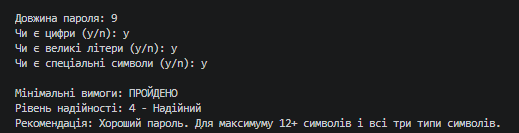 Довжина пароля: 9
Чи є цифри (y/n): y
Чи є великі літери (y/n): y
Чи є спеціальні символи (y/n): y
Мінімальні вимоги: ПРОЙДЕНО
Рівень надійності: 4 - Надійний
Рекомендація: Хороший пароль. Для максимуму 12+ символів і всі три типи символів.